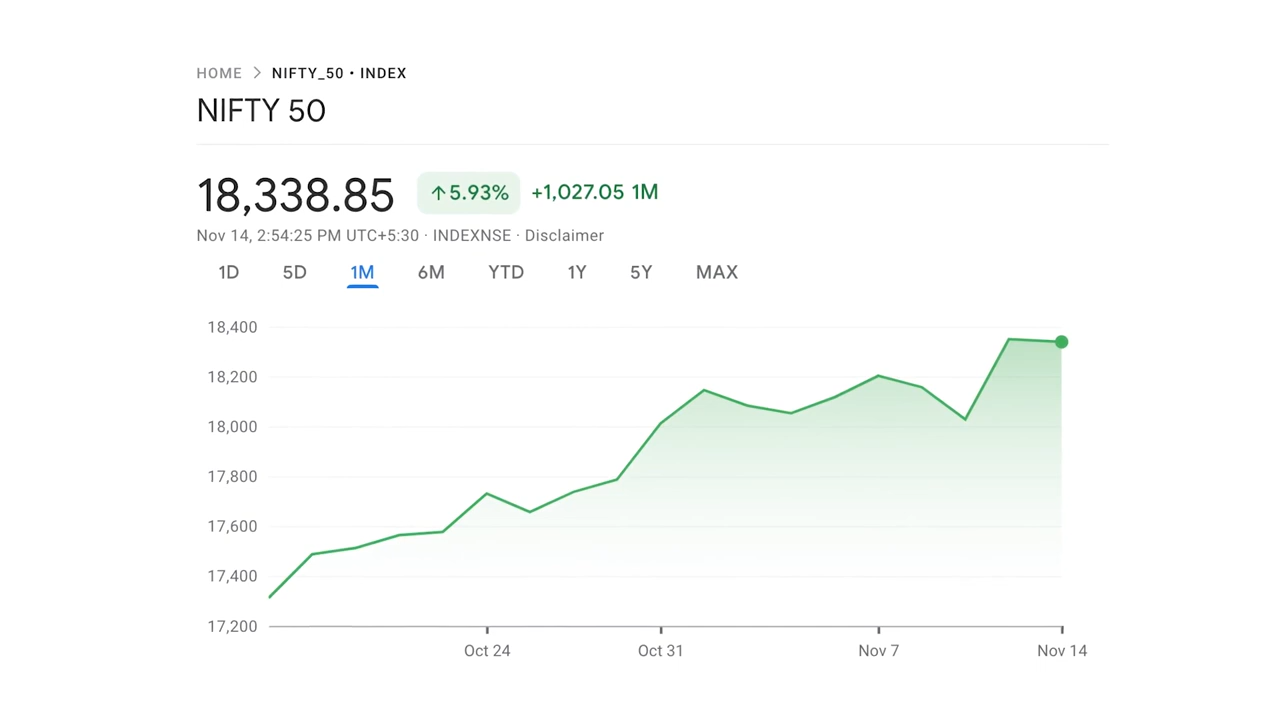 HOME > NIFTY_50 • INDEX
NIFTY 50
18,338.85 ↑5.93% +1,027.05 1M
Nov 14, 2:54:25 PM UTC+5:30 · INDEXNSE · Disclaimer
1D 5D 1M 6M YTD 1Y 5Y MAX
18,400
18,200
18,000
17,800
17,600
17,400
17,200
Oct 24 Oct 31 Nov 7 Nov 14